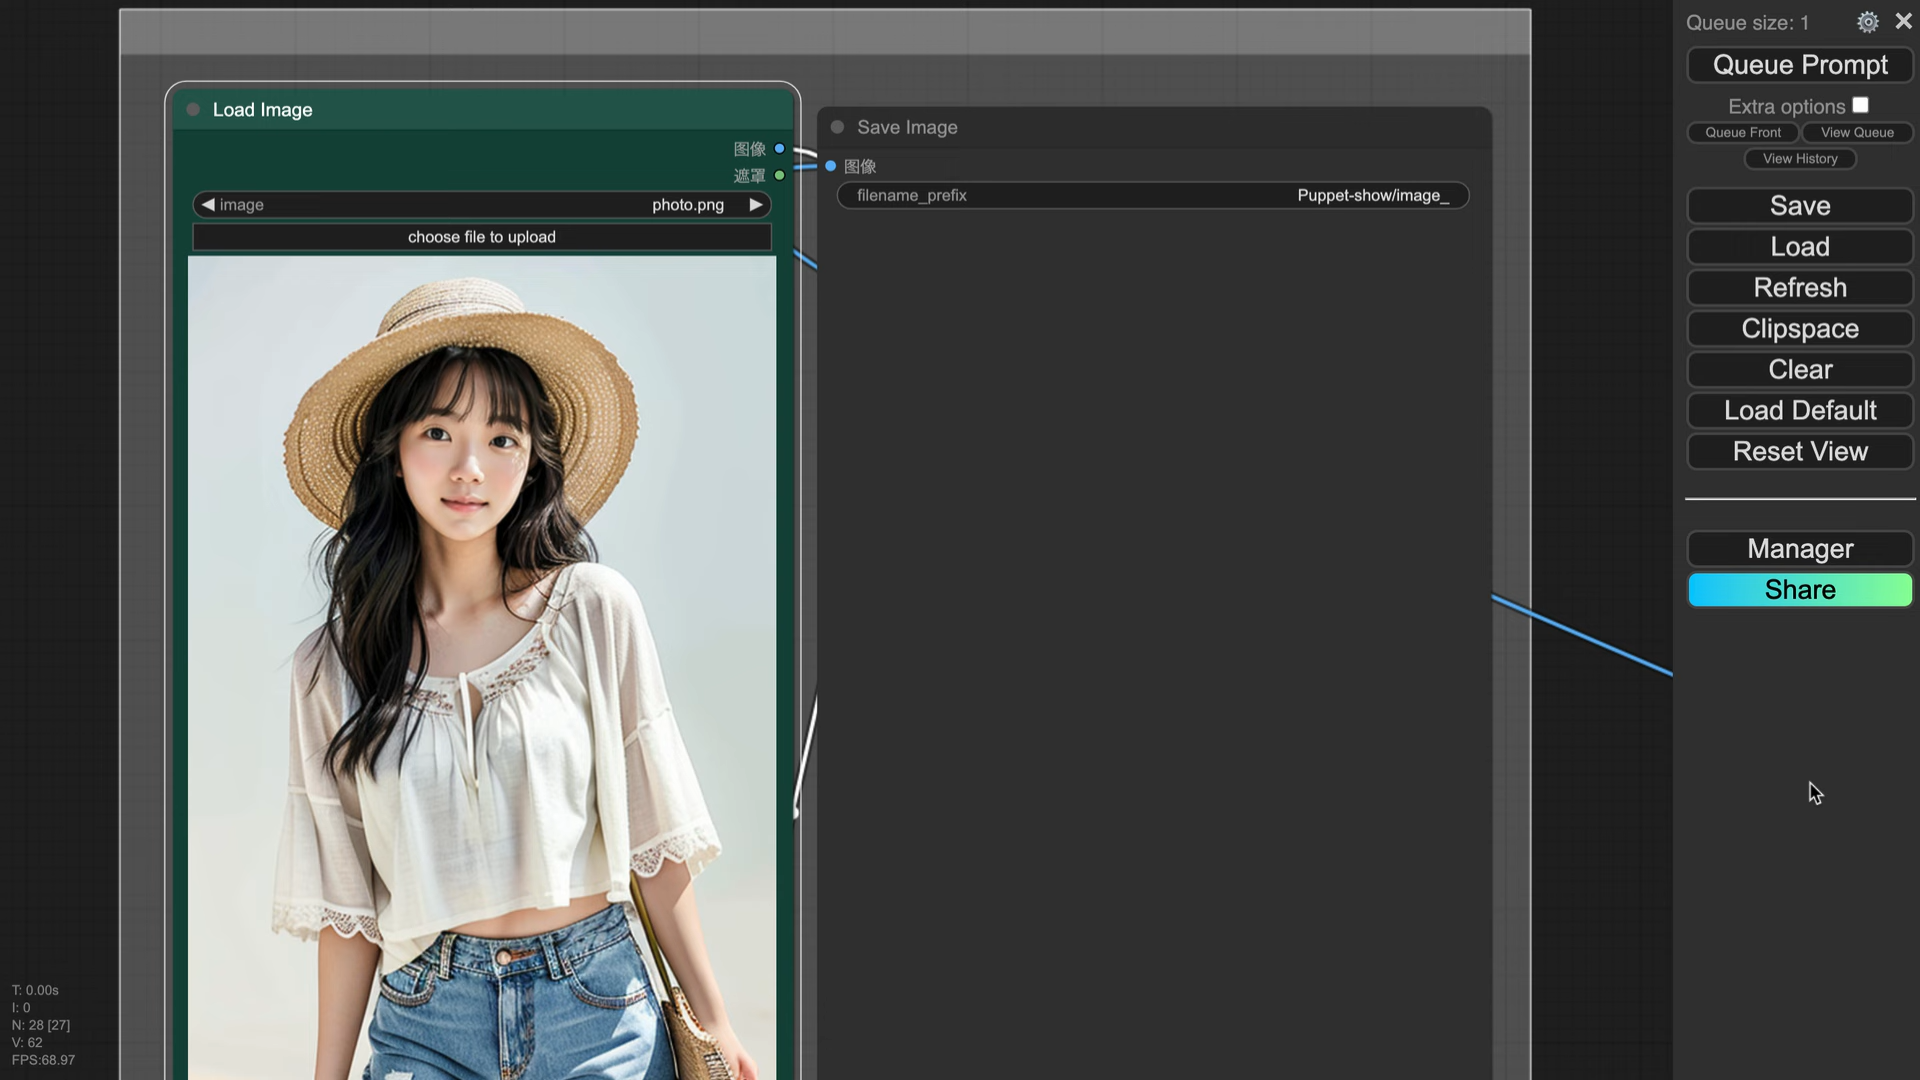 Load Image
图像
遮罩
image photo.png
choose file to upload
Save Image
图像
filename_prefix Puppet-show/image_
Queue size: 1
Queue Prompt
Extra options
Queue Front View Queue
View History
Save
Load
Refresh
Clipspace
Clear
Load Default
Reset View
Manager
Share
T: 0.00s
I: 0
N: 28 [27]
V: 62
FPS:68.97